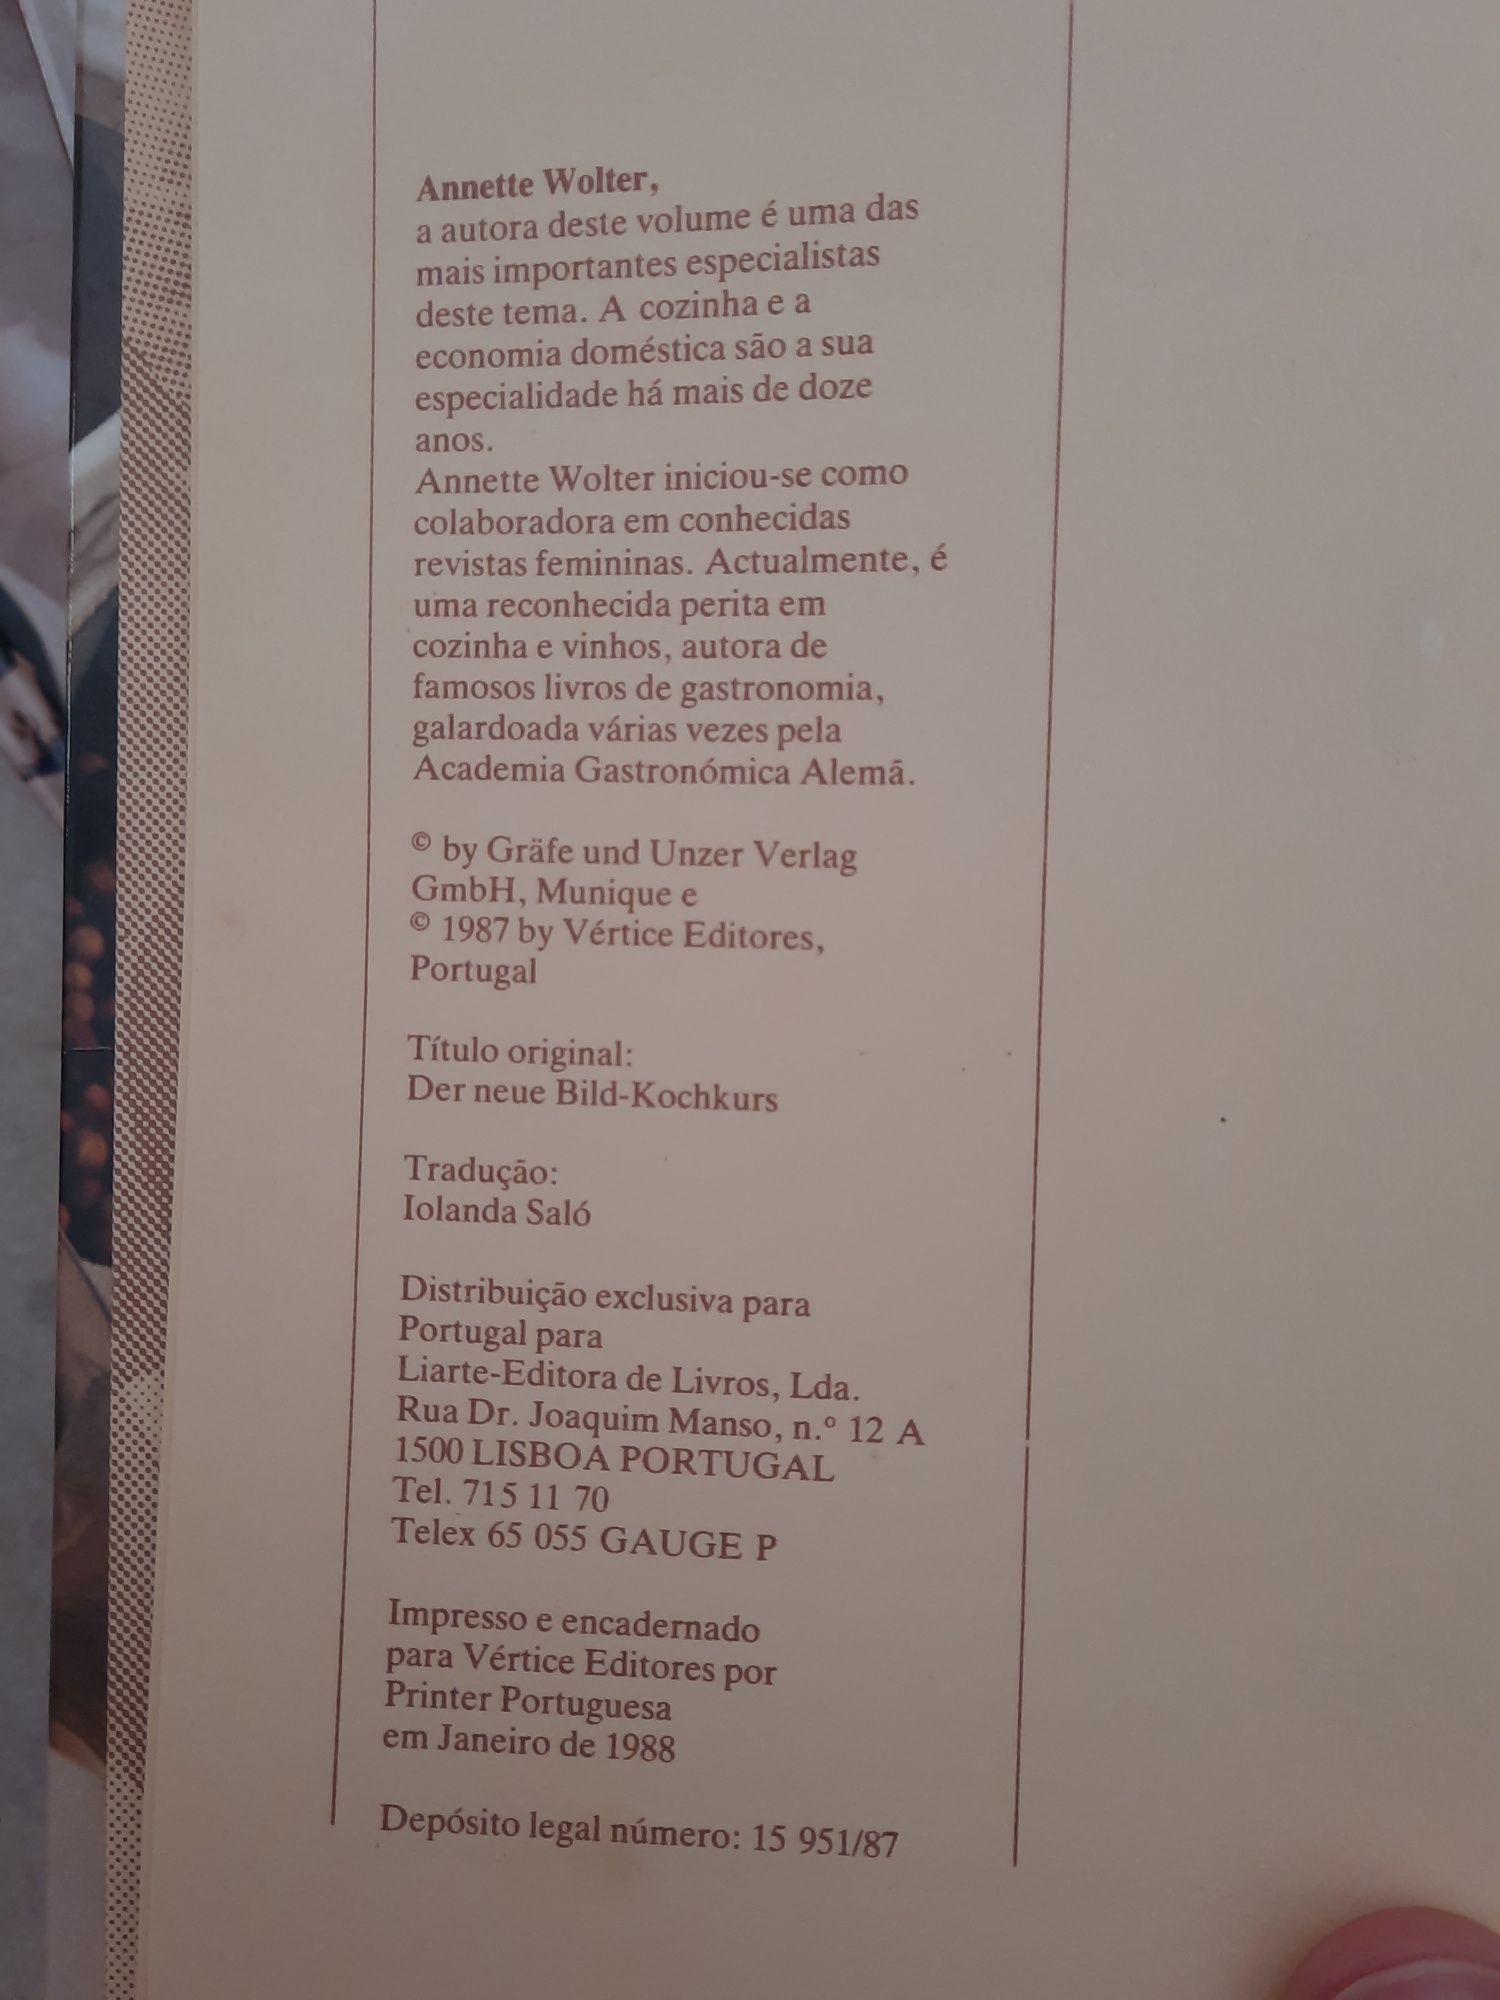 Annette Wolter,
a autora deste volume é uma das
mais importantes especialistas
deste tema. A cozinha e a
economia doméstica são a sua
especialidade há mais de doze
anos.
Annette Wolter iniciou-se como
colaboradora em conhecidas
revistas femininas. Actualmente, é
uma reconhecida perita em
cozinha e vinhos, autora de
famosos livros de gastronomia,
galardoada várias vezes pela
Academia Gastronómica Alemã.
© by Gräfe und Unzer Verlag
GmbH, Munique e
© 1987 by Vértice Editores,
Portugal
Título original:
Der neue Bild-Kochkurs
Tradução:
Iolanda Saló
Distribuição exclusiva para
Portugal para
Liarte-Editora de Livros, Lda.
Rua Dr. Joaquim Manso, n.º 12 A
1500 LISBOA PORTUGAL
Tel. 715 11 70
Telex 65 055 GAUGE P
Impresso e encadernado
para Vértice Editores por
Printer Portuguesa
em Janeiro de 1988
Depósito legal número: 15 951/87